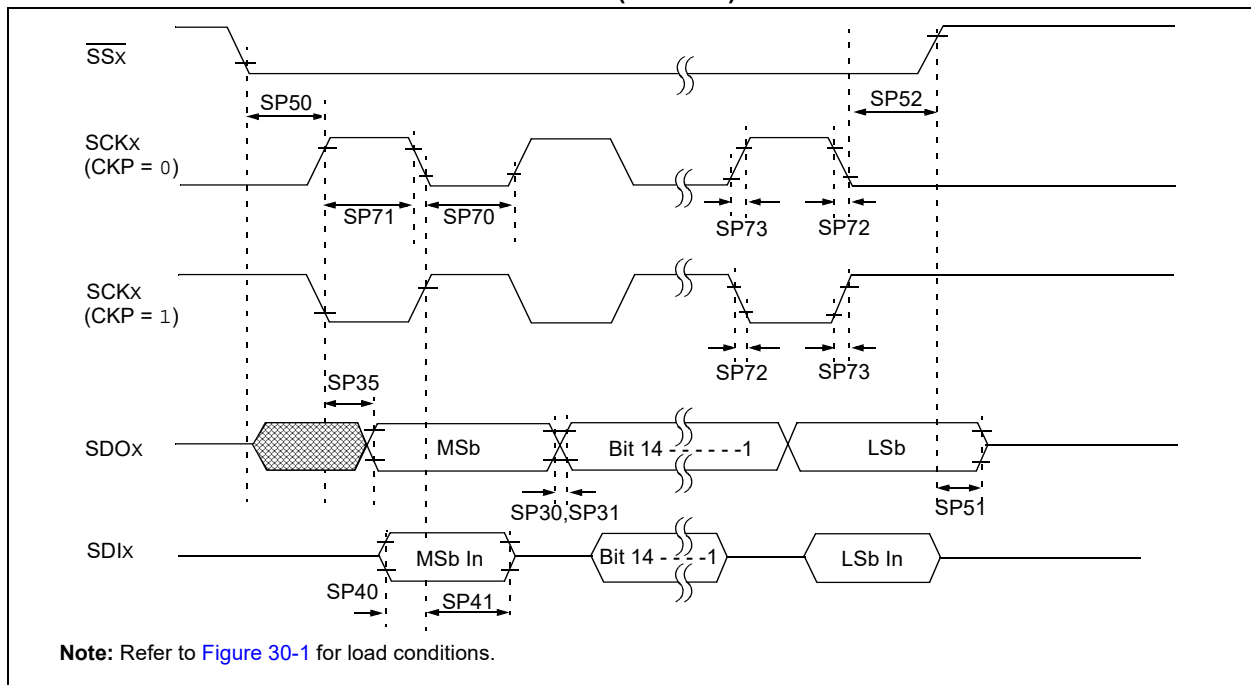 SSx
SP50
SP52
SCKx
(CKP = 0)
SP71
SP70
SP73
SP72
SCKx
(CKP = 1)
SP72
SP73
SP35
SDOx
MSb
Bit 14 - - - - - -1
LSb
SP30,SP31
SP51
SDIx
MSb In
Bit 14 - - - -1
LSb In
SP40
SP41
Note: Refer to Figure 30-1 for load conditions.